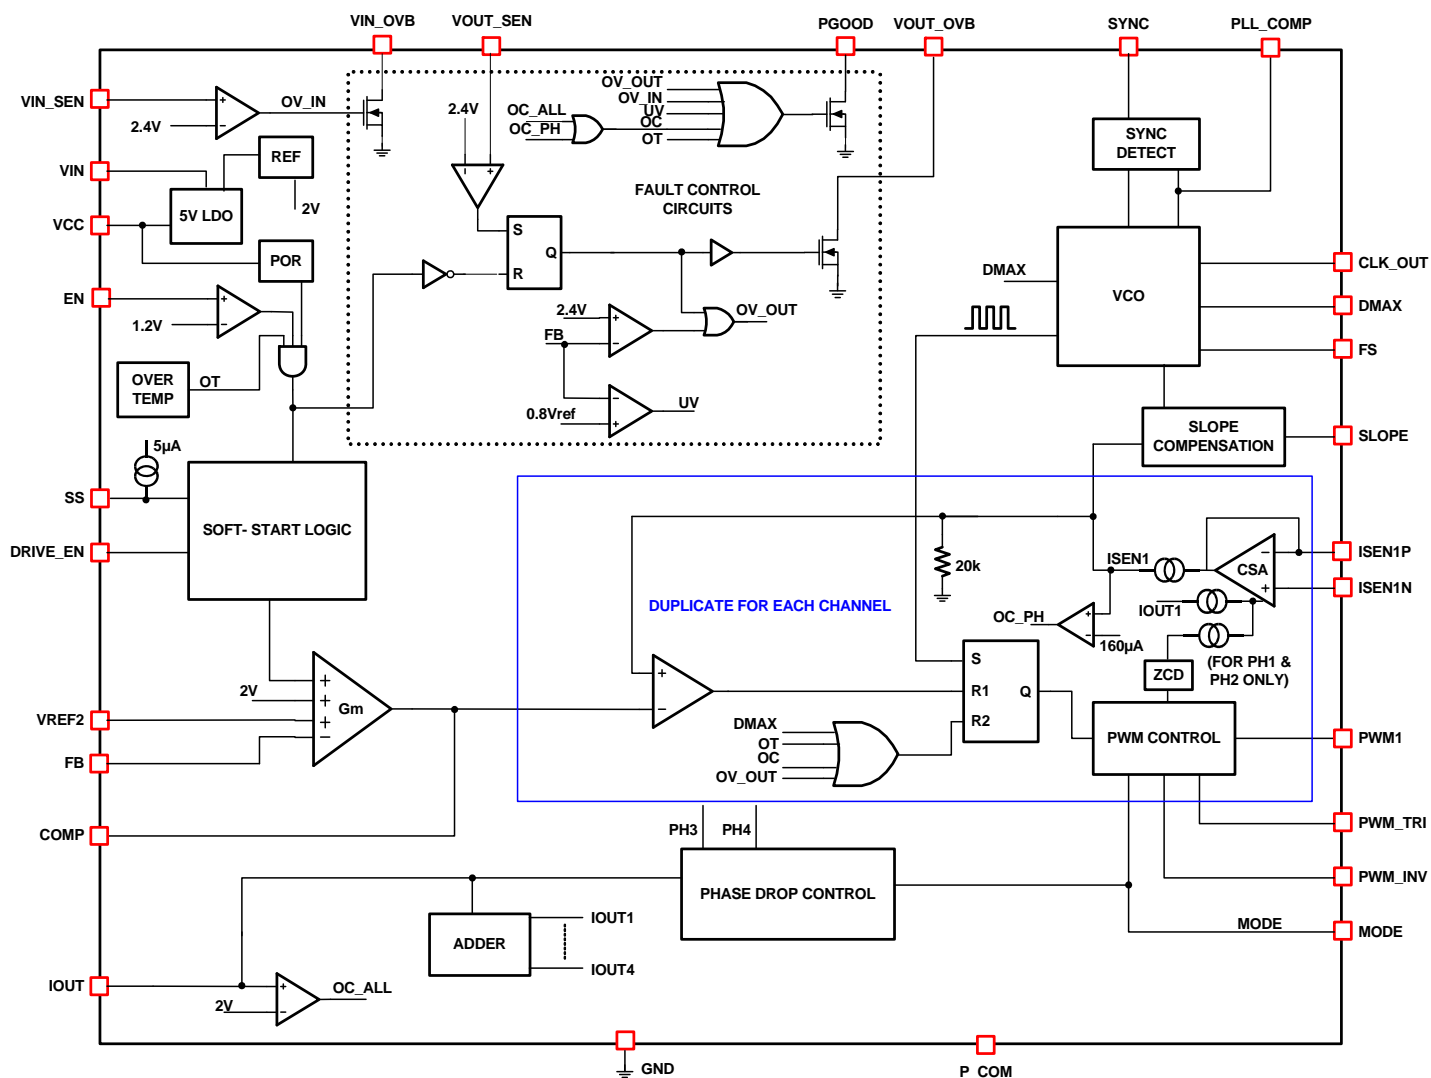 VIN_OVB
VOUT_SEN
PGOOD
VOUT_OVB
SYNC
PLL_COMP
VIN_SEN
+
−
2.4V
OV_IN
REF
2V
VIN
5V LDO
VCC
POR
EN
+
−
1.2V
OVER
TEMP
OT
2.4V
− +
OC_ALL
OC_PH
OV_OUT
OV_IN
UV
OC
OT
FAULT CONTROL
CIRCUITS
S
R
Q
2.4V
+
FB
−
OV_OUT
−
0.8Vref
+
UV
SYNC
DETECT
DMAX
VCO
CLK_OUT
DMAX
FS
SLOPE
COMPENSATION
SLOPE
5µA
SS
SOFT- START LOGIC
DRIVE_EN
20k
ISEN1
−
CSA
+
ISEN1P
ISEN1N
IOUT1
DUPLICATE FOR EACH CHANNEL
OC_PH
+
−
160µA
(FOR PH1 &
PH2 ONLY)
ZCD
S
R1
R2
Q
+
−
+
2V
+
VREF2
+
−
Gm
FB
DMAX
OT
OC
OV_OUT
PWM CONTROL
PWM1
COMP
PH3
PH4
PWM_TRI
PHASE DROP CONTROL
PWM_INV
MODE
MODE
ADDER
IOUT1
IOUT4
IOUT
+
2V
−
OC_ALL
GND
P_COM